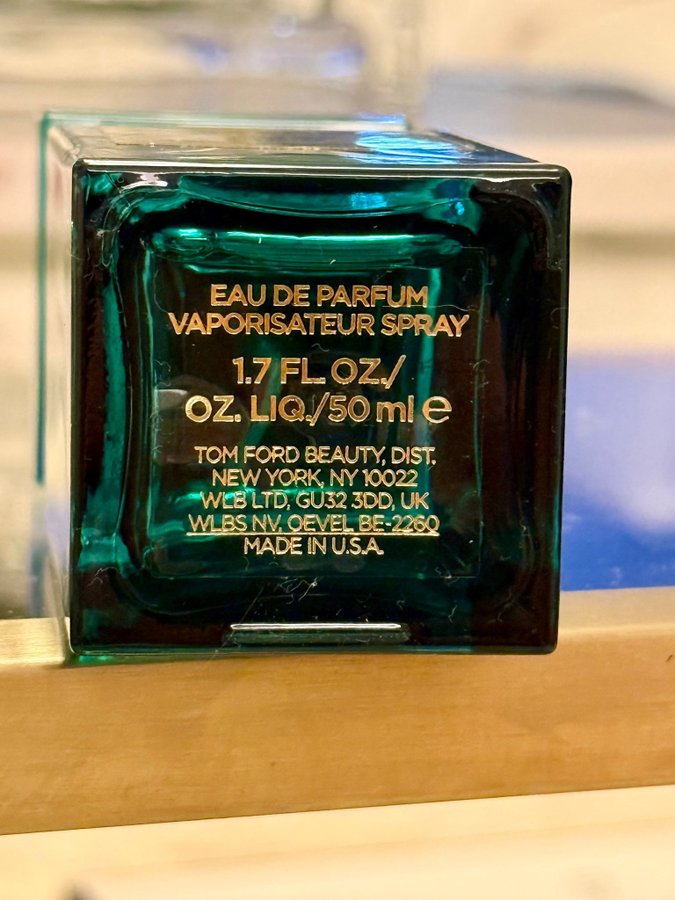 EAU DE PARFUM
VAPORISATEUR SPRAY
1.7 FL. OZ./
OZ. LIQ./50 ml ℮
TOM FORD BEAUTY, DIST.
NEW YORK, NY 10022
WLB LTD, GU32 3DD, UK
WLBS NV, OEVEL BE-2260
MADE IN U.S.A.